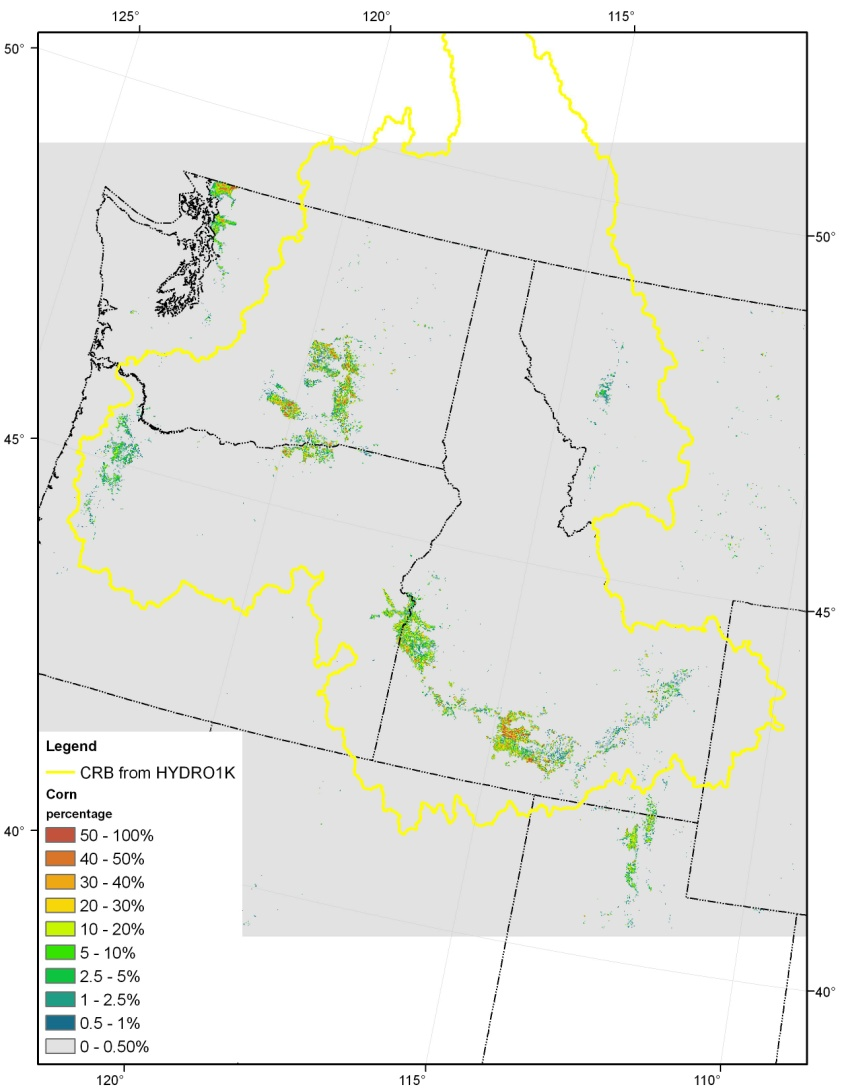 125° 120° 115°
50°
50°
45°
45°
Legend
CRB from HYDRO1K
Corn
percentage
50 - 100%
40 - 50%
30 - 40%
20 - 30%
10 - 20%
5 - 10%
2.5 - 5%
1 - 2.5%
0.5 - 1%
0 - 0.50%
40°
40°
120° 115° 110°